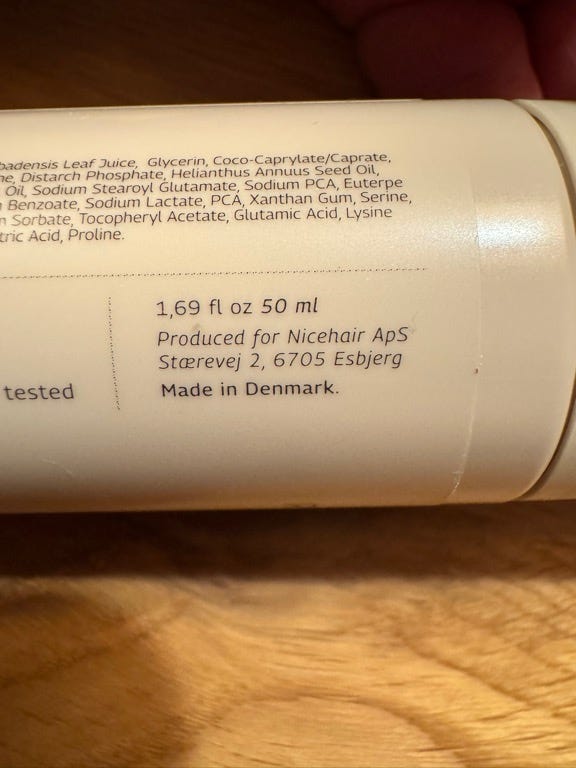 badensis Leaf Juice, Glycerin, Coco-Caprylate/Caprate,
ne, Distarch Phosphate, Helianthus Annuus Seed Oil,
Oil, Sodium Stearoyl Glutamate, Sodium PCA, Euterpe
Benzoate, Sodium Lactate, PCA, Xanthan Gum, Serine,
Sorbate, Tocopheryl Acetate, Glutamic Acid, Lysine
tric Acid, Proline.
1,69 fl oz 50 ml
Produced for Nicehair ApS
Stærevej 2, 6705 Esbjerg
tested
Made in Denmark.